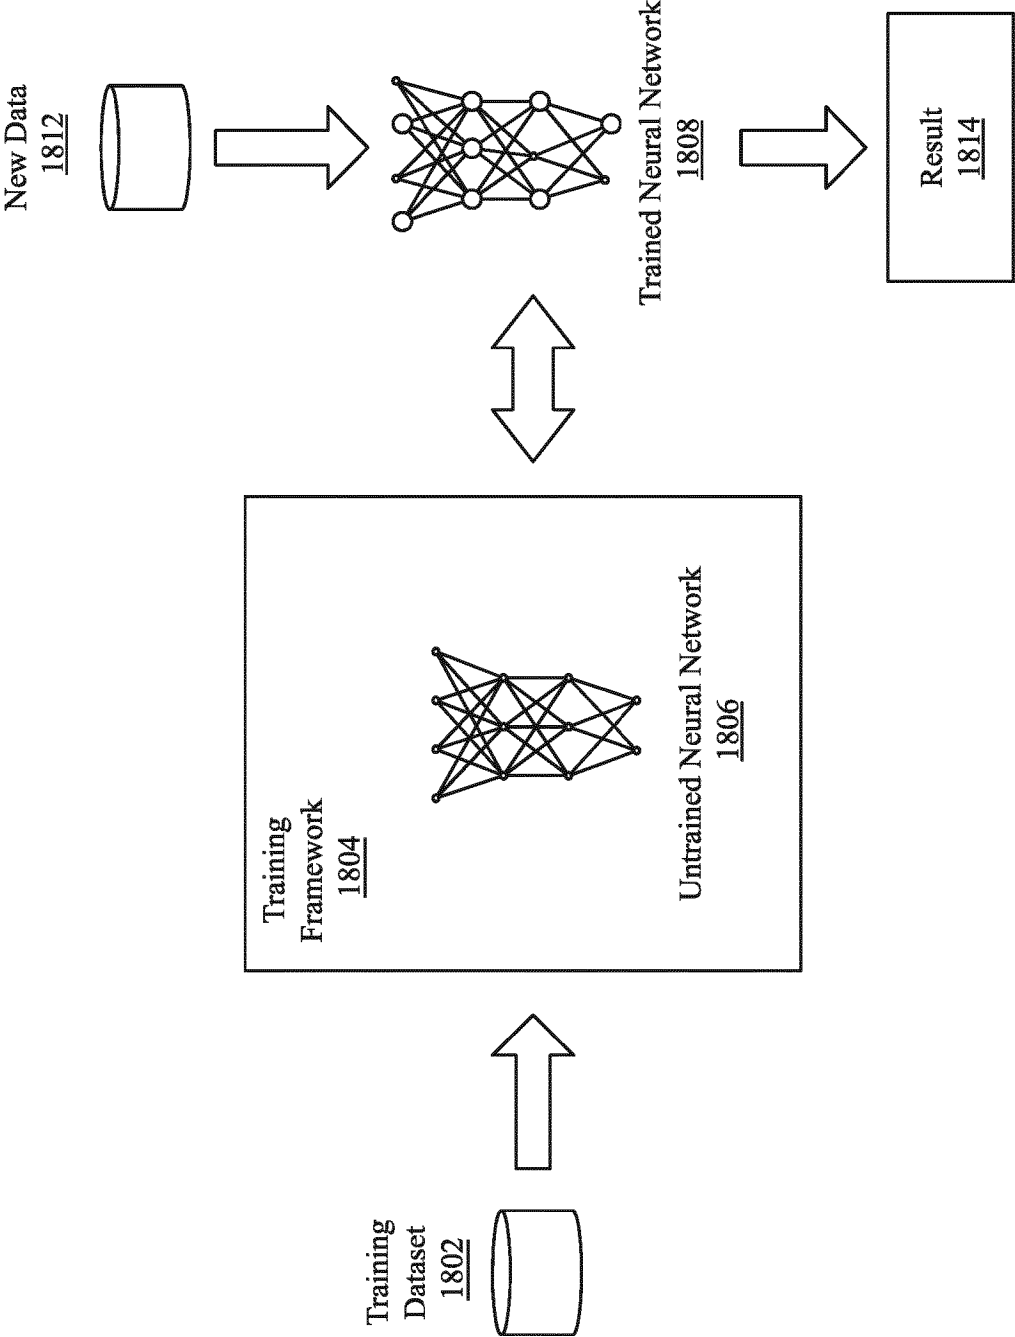 Training
Dataset
1802
Training
Framework
1804
Untrained Neural Network
1806
New Data
1812
Trained Neural Network
1808
Result
1814